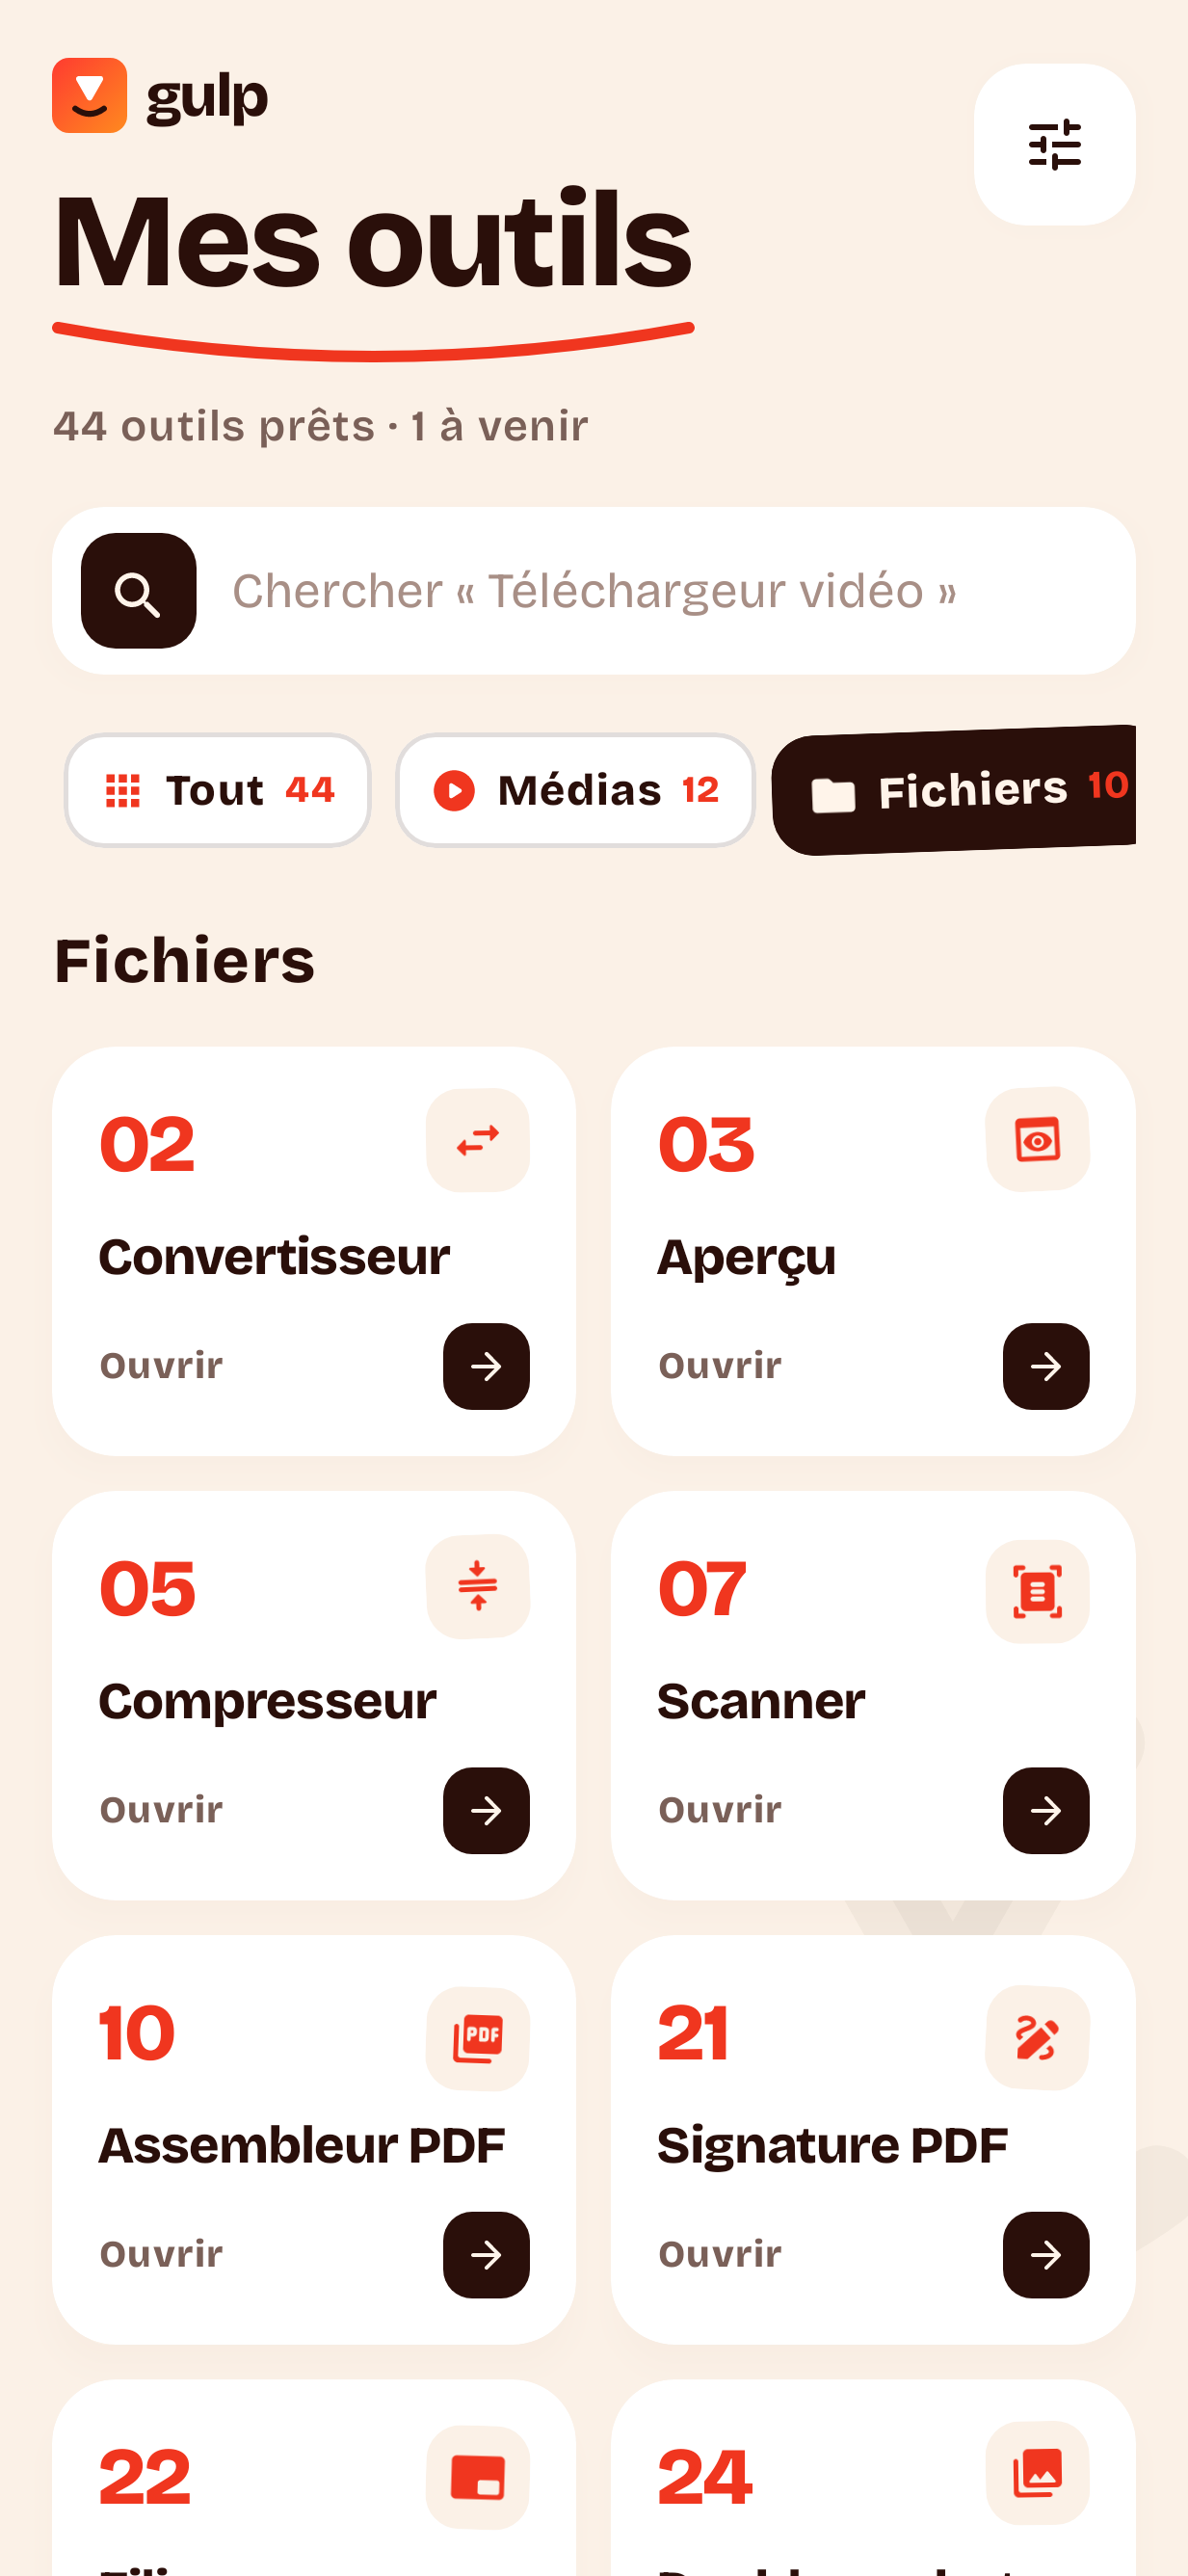 gulp
Mes outils
44 outils prêts · 1 à venir
Chercher « Téléchargeur vidéo »
Tout 44
Médias 12
Fichiers 10
Fichiers
02
Convertisseur
Ouvrir
03
Aperçu
Ouvrir
05
Compresseur
Ouvrir
07
Scanner
Ouvrir
10
PDF
Assembleur PDF
Ouvrir
21
Signature PDF
Ouvrir
22
24